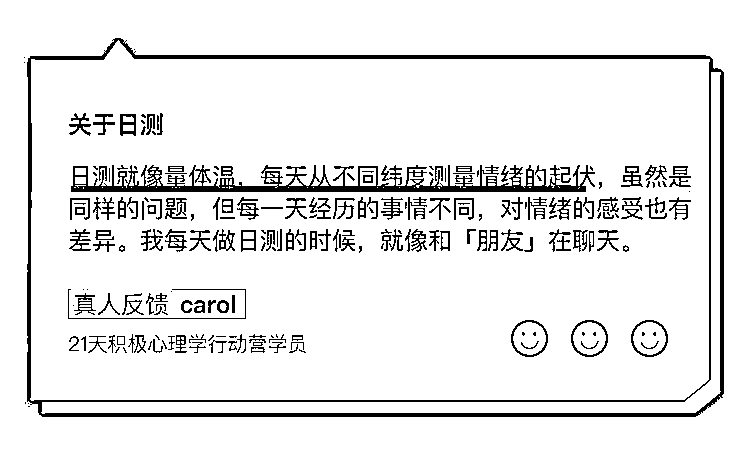 关于日测
日测就像量体温，每天从不同纬度测量情绪的起伏，虽然是
同样的问题，但每一天经历的事情不同，对情绪的感受也有
差异。我每天做日测的时候，就像和「朋友」在聊天。
真人反馈 carol
21天积极心理学行动营学员